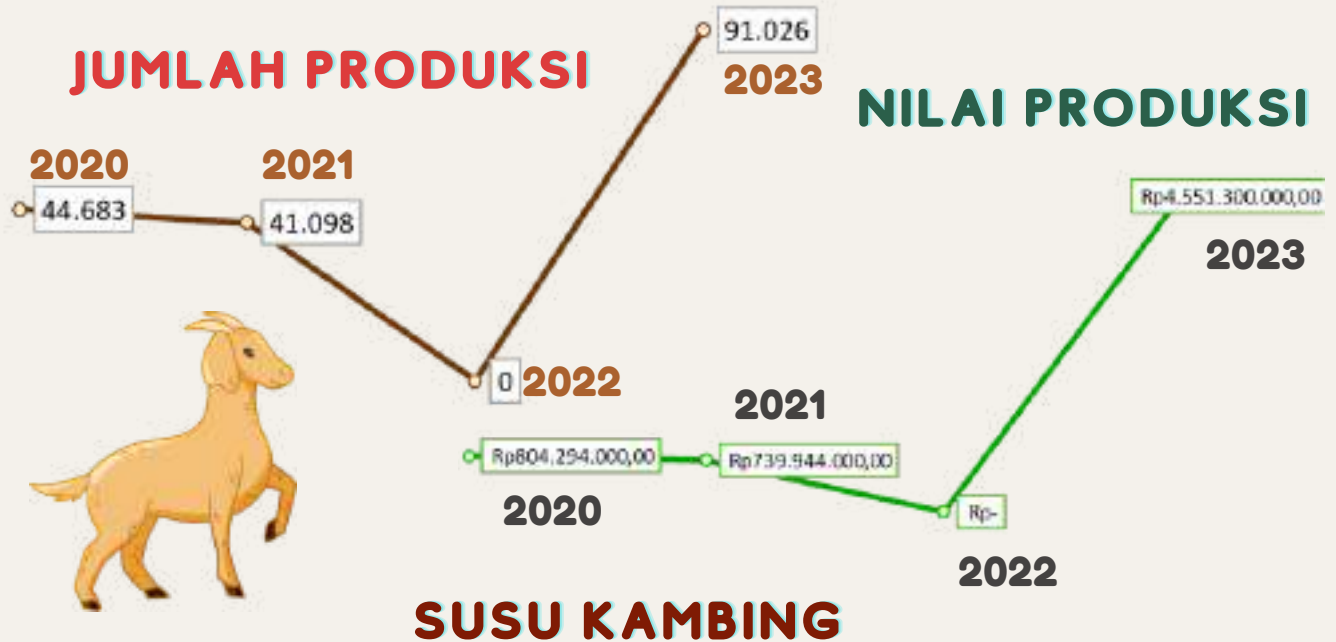 JUMLAH PRODUKSI
2020
44.683
2021
41.098
0
2022
91.026
2023
NILAI PRODUKSI
Rp804.294.000,00
2020
2021
Rp739.944.000,00
Rp-
2022
Rp4.551.300.000,00
2023
SUSU KAMBING